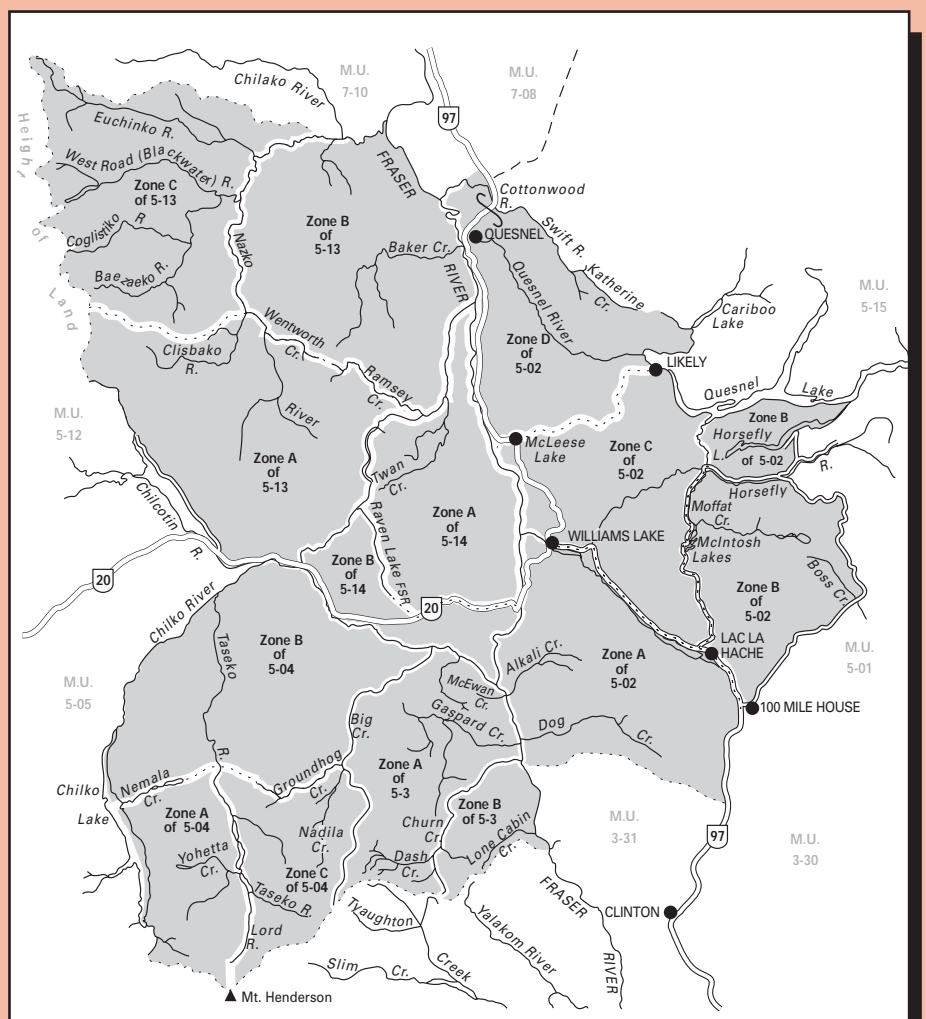 M.U.
7-10
M.U.
7-08
Chilako River
97
Height
of
Land
Euchinko R.
West Road (Blackwater) R.
FRASER
Zone C
of 5-13
Cottonwood
R.
Zone B
of
5-13
Coglistiko R
Nazko
QUESNEL
Swift R.
Baker Cr.
Katherine
Cr.
Baezaeko R.
RIVER
Quesnel River
M.U.
5-15
Cariboo
Lake
Wentworth
Cr.
Clisbako
R.
Zone D
of
5-02
LIKELY
Ramsey
Cr.
Quesnel Lake
M.U.
5-12
River
Zone B
Horsefly
L.
of 5-02
McLeese
Lake
Zone C
of
5-02
R.
Zone A
of
5-13
Twan
Cr.
Horsefly
Chilcotin
R.
Raven Lake FSR
Zone A
of
5-14
Moffat
Cr.
WILLIAMS LAKE
McIntosh
Lakes
Zone B
of
5-14
Boss Cr.
20
20
Zone B
of
5-02
Chilko River
Taseko
R.
Zone B
of
5-04
LAC LA
HACHE
Alkali Cr.
Zone A
of
5-02
M.U.
5-01
M.U.
5-05
McEwan
Cr.
Gaspard Cr.
100 MILE HOUSE
Big
Cr.
Dog Cr.
Groundhog
Cr.
Zone A
of
5-3
Nemala
Cr.
Chilko
Lake
Zone A
of 5-04
Zone B
of 5-3
M.U.
3-31
Churn
Cr.
Nadila
Cr.
97
M.U.
3-30
Lone Cabin
Cr.
Yohetta
Cr.
Dash
Cr.
Zone C
of 5-04
Taseko R.
FRASER
RIVER
CLINTON
Tyaughton
Creek
Yalakom River
Lord
R.
Slim Cr.
Mt. Henderson